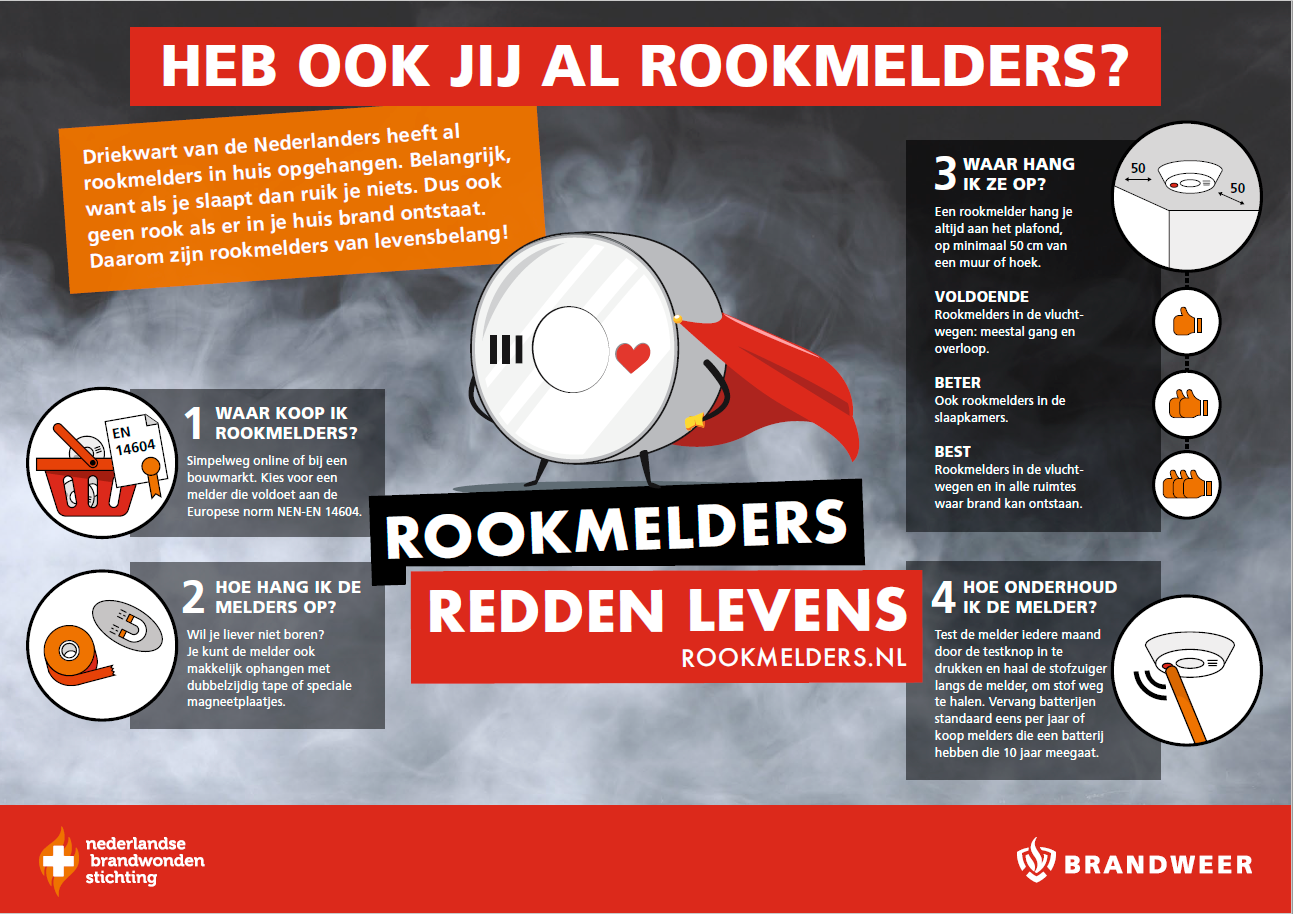 HEB OOK JIJ AL ROOKMELDERS?
Driekwart van de Nederlanders heeft al
rookmelders in huis opgehangen. Belangrijk,
want als je slaapt dan ruik je niets. Dus ook
geen rook als er in je huis brand ontstaat.
Daarom zijn rookmelders van levensbelang!
EN
14604
1 WAAR KOOP IK
ROOKMELDERS?
Simpelweg online of bij een
bouwmarkt. Kies voor een
melder die voldoet aan de
Europese norm NEN-EN 14604.
2 HOE HANG IK DE
MELDERS OP?
Wil je liever niet boren?
Je kunt de melder ook
makkelijk ophangen met
dubbelzijdig tape of speciale
magneetplaatjes.
ROOKMELDERS
REDDEN LEVENS
ROOKMELDERS.NL
3 WAAR HANG
IK ZE OP?
Een rookmelder hang je
altijd aan het plafond,
op minimaal 50 cm van
een muur of hoek.
50
50
VOLDOENDE
Rookmelders in de vlucht-
wegen: meestal gang en
overloop.
BETER
Ook rookmelders in de
slaapkamers.
BEST
Rookmelders in de vlucht-
wegen en in alle ruimtes
waar brand kan ontstaan.
4 HOE ONDERHOUD
IK DE MELDER?
Test de melder iedere maand
door de testknop in te
drukken en haal de stofzuiger
langs de melder, om stof weg
te halen. Vervang batterijen
standaard eens per jaar of
koop melders die een batterij
hebben die 10 jaar meegaat.
nederlandse
brandwonden
stichting
BRANDWEER